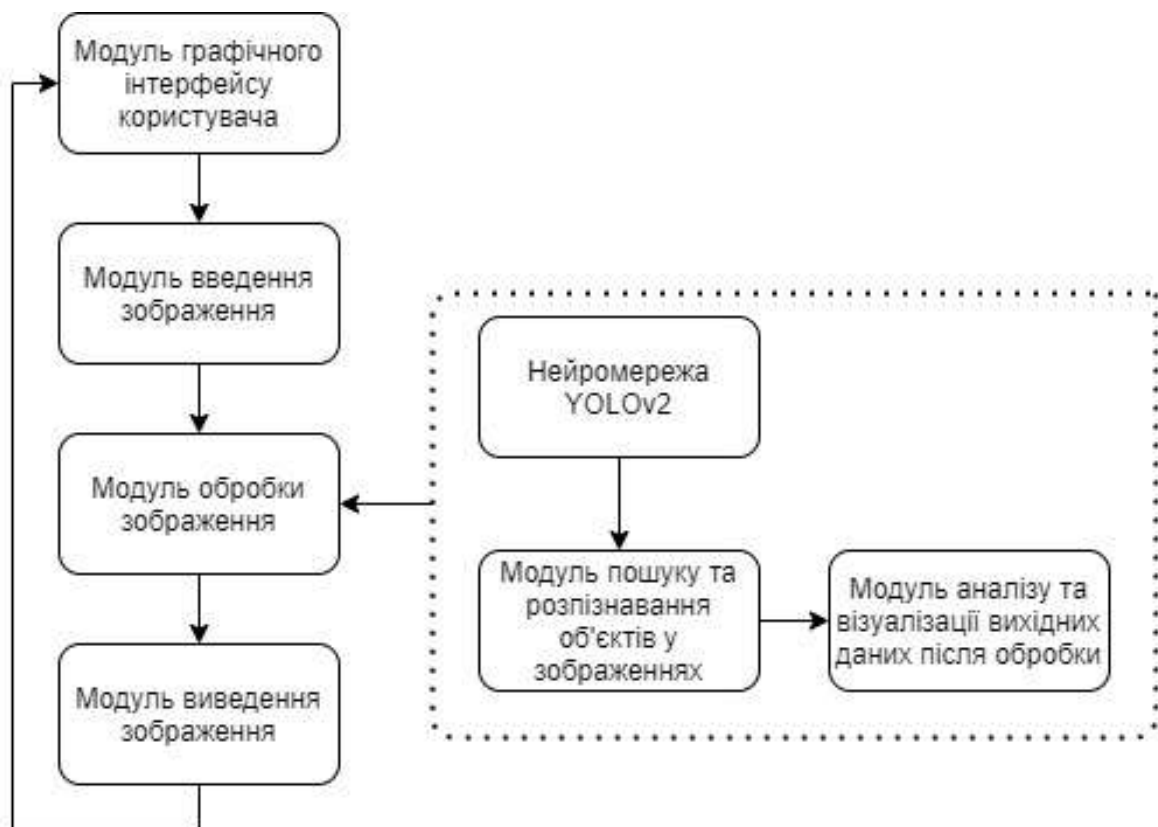 Модуль графічного
інтерфейсу
користувача
Модуль введення
зображення
Модуль обробки
зображення
Модуль виведення
зображення
Нейромережа
YOLOv2
Модуль пошуку та
розпізнавання
об'єктів у
зображеннях
Модуль аналізу та
візуалізації вихідних
даних після обробки